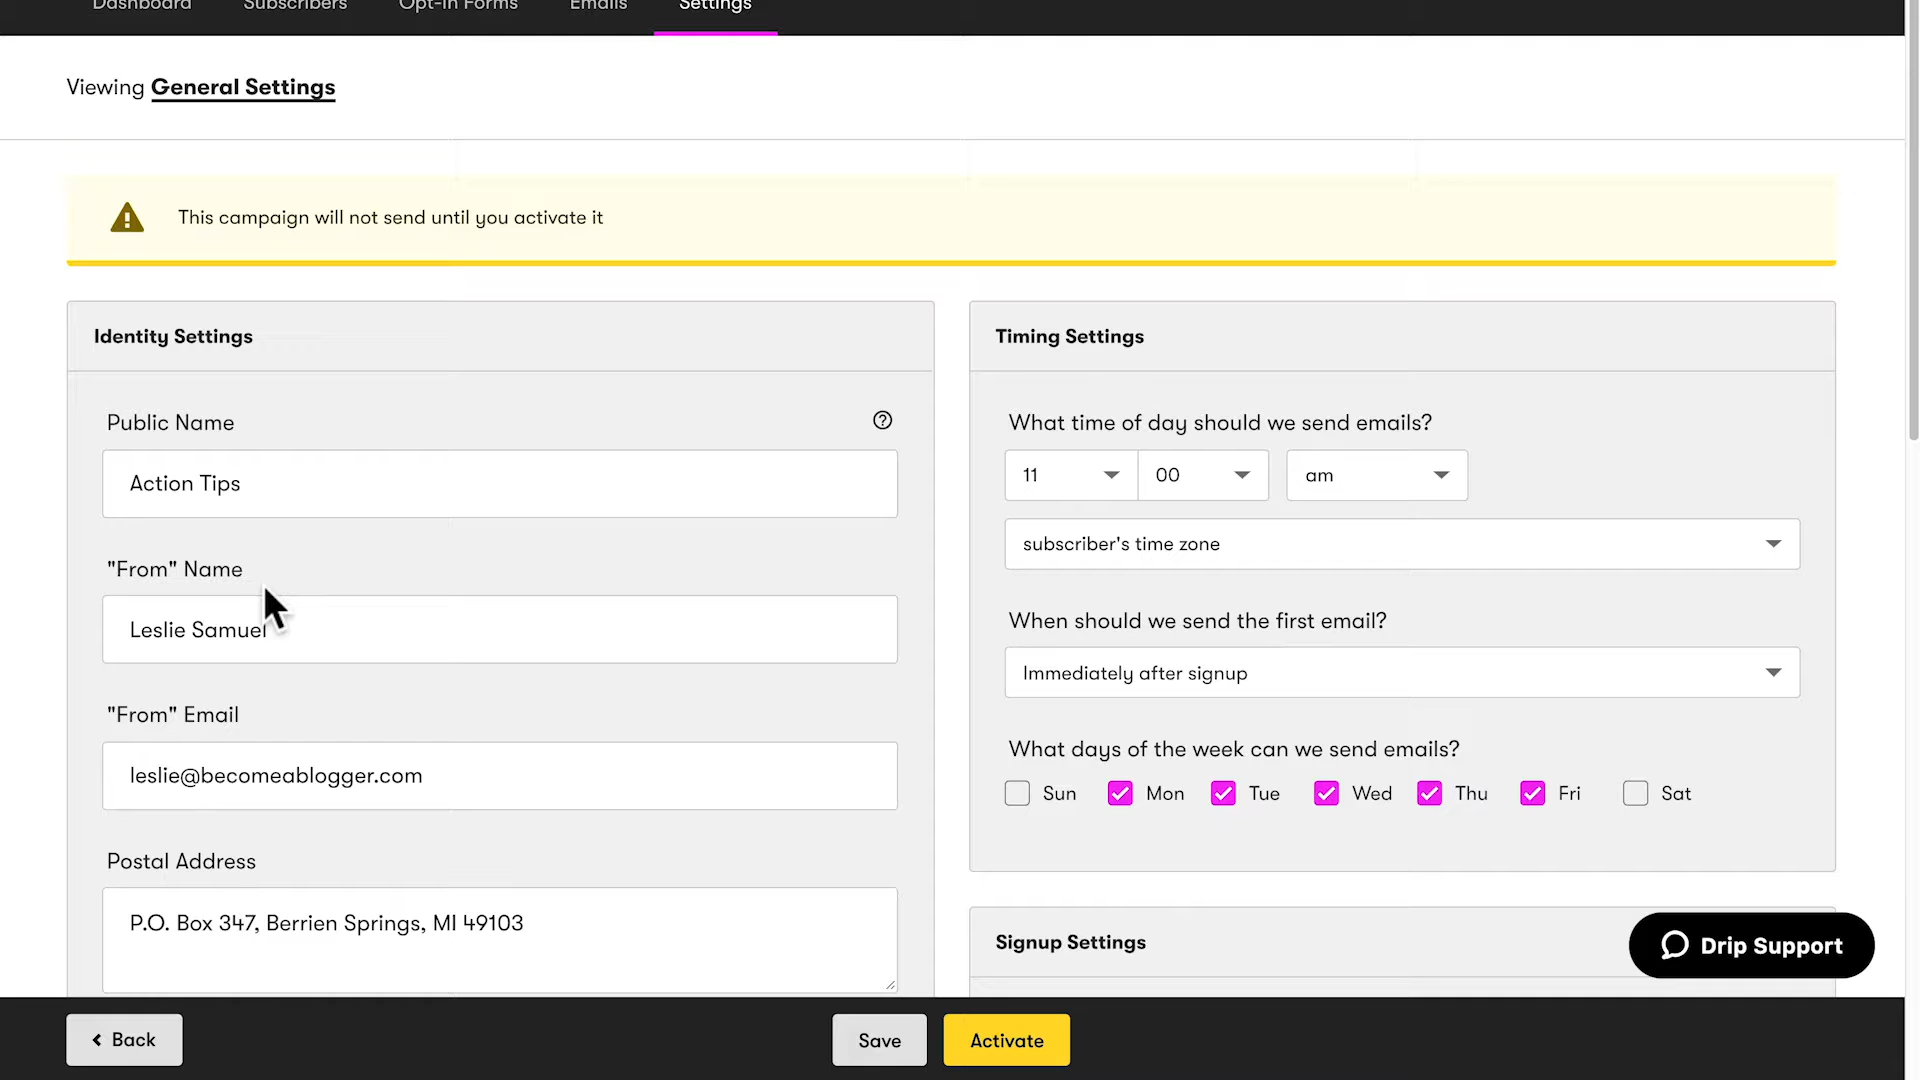 Dashboard Subscribers Opt-In Forms Emails Settings
Viewing General Settings
This campaign will not send until you activate it
Identity Settings
Public Name
Action Tips
"From" Name
Leslie Samuel
"From" Email
leslie@becomeablogger.com
Postal Address
P.O. Box 347, Berrien Springs, MI 49103
Timing Settings
What time of day should we send emails?
11 00 am
subscriber's time zone
When should we send the first email?
Immediately after signup
What days of the week can we send emails?
Sun Mon Tue Wed Thu Fri Sat
Signup Settings
Drip Support
Back Save Activate